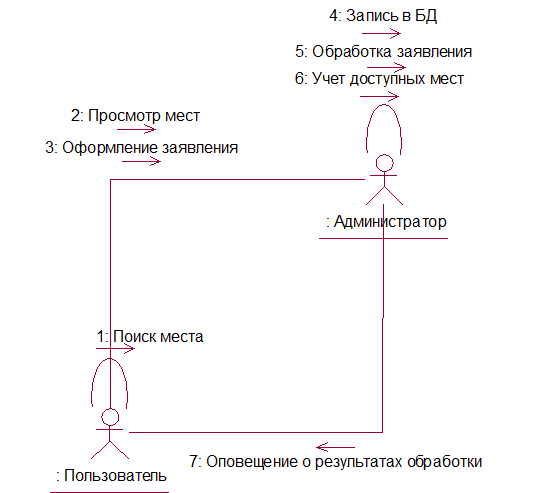 4: Запись в БД
5: Обработка заявления
6: Учет доступных мест
2: Просмотр мест
3: Оформление заявления
: Администратор
1: Поиск места
7: Оповещение о результатах обработки
: Пользователь